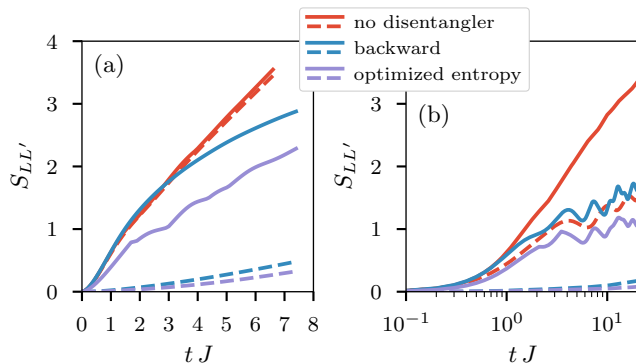 no disentangler
backward
optimized entropy
(a)
(b)
S_{LL'}
4
3
2
1
0
0 1 2 3 4 5 6 7 8
t J
S_{LL'}
4
3
2
1
0
10^{-1} 10^{0} 10^{1}
t J